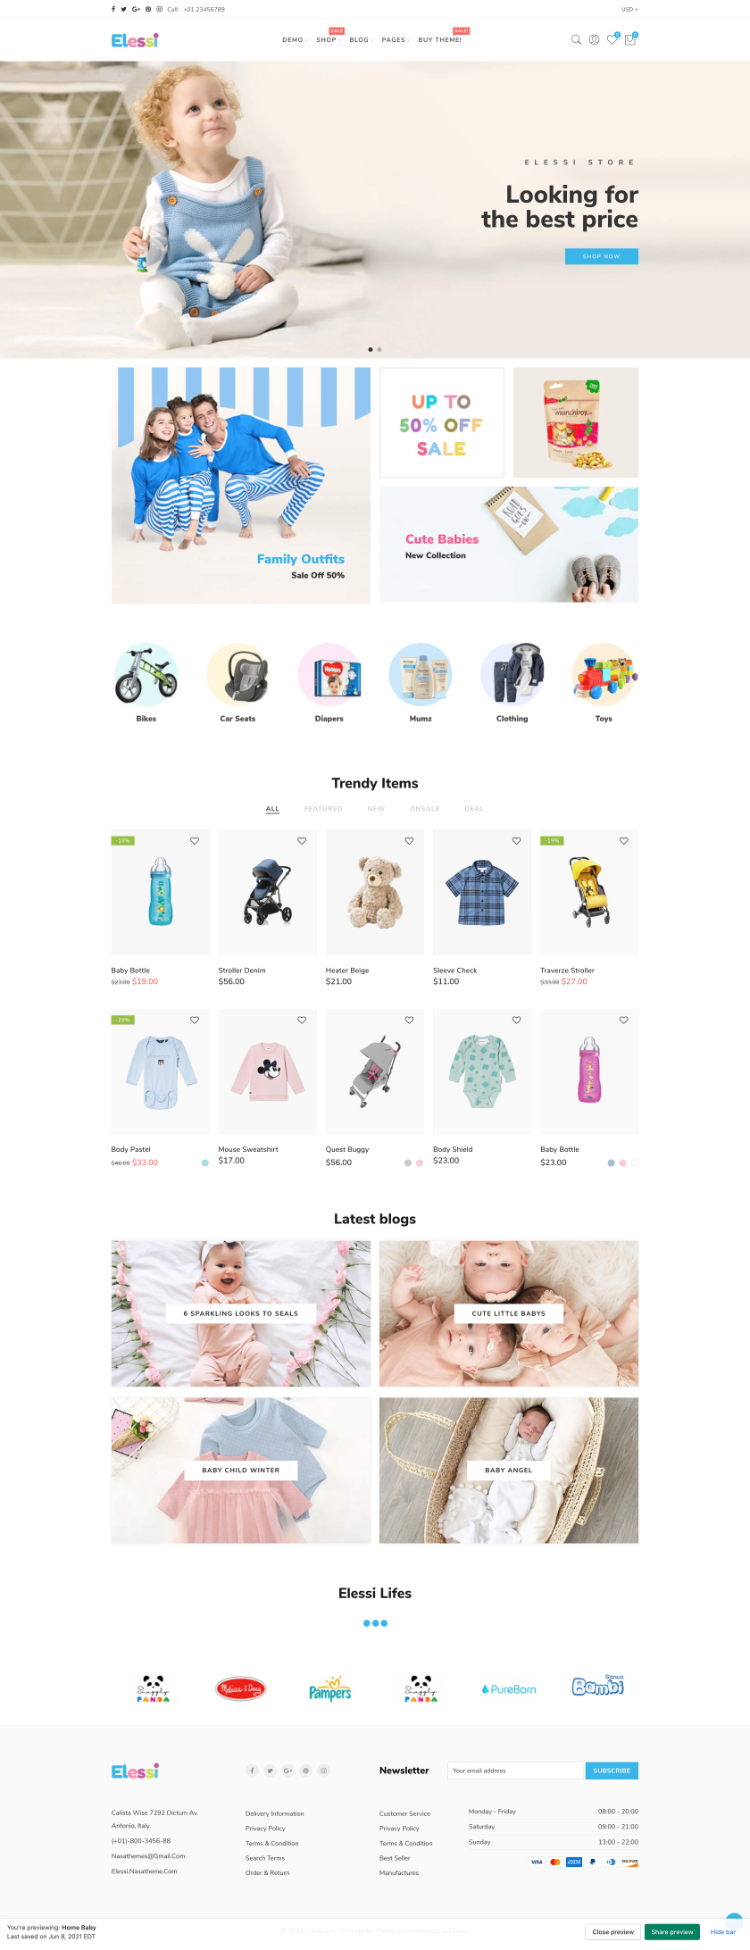 Call: +01 23456789
USD
Elessi
SALE
SALE!
DEMO SHOP BLOG PAGES BUY THEME!
0
0
ELESSI STORE
Looking for
the best price
SHOP NOW
UP TO
50% OFF
SALE
munchboy
Family Outfits
Sale Off 50%
Cute Babies
New Collection
HUGGIES
Bikes
Car Seats
Diapers
Mumz
Clothing
Toys
Trendy Items
ALL FEATURED NEW ONSALE DEAL
-18%
-19%
Baby Bottle
$23.00 $19.00
Stroller Denim
$56.00
Heater Beige
$21.00
Sleeve Check
$11.00
Traverze Stroller
$33.00 $27.00
Body Pastel
$33.00
Mouse Sweatshirt
$17.00
Quest Buggy
$56.00
Body Shield
$23.00
Baby Bottle
$23.00
Latest blogs
6 SPARKLING LOOKS TO SEALS
CUTE LITTLE BABYS
BABY CHILD WINTER
BABY ANGEL
Elessi Lifes
Snuggly
PANDA
Melissa & Doug
Pampers
Snuggly
PANDA
PureBorn
Sanus
Bambi
Elessi
Newsletter
Your email address
SUBSCRIBE
Calista Wise 7292 Dictum Av.
Antonio, Italy.
(+01)-800-3456-88
Nasathemes@Gmail.Com
Elessi.Nasatheme.Com
Delivery Information
Privacy Policy
Terms & Condition
Search Terms
Order & Return
Customer Service
Privacy Policy
Terms & Condition
Best Seller
Manufactures
Monday - Friday 08:00 - 20:00
Saturday 09:00 - 21:00
Sunday 13:00 - 22:00
VISA
DISCOVER
You're previewing: Home Baby
Last saved on Jun 8, 2021 EDT
Close preview
Share preview
Hide bar